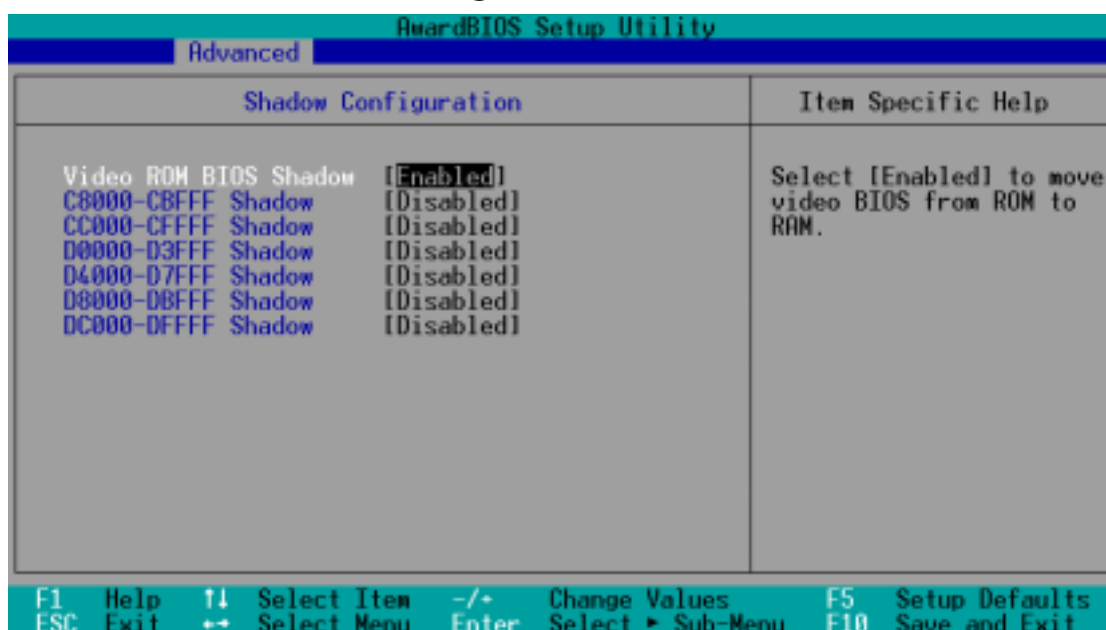 AwardBIOS Setup Utility
Advanced
Shadow Configuration
Item Specific Help
Video ROM BIOS Shadow [Enabled]
C8000-CBFFF Shadow [Disabled]
CC000-CFFFF Shadow [Disabled]
D0000-D3FFF Shadow [Disabled]
D4000-D7FFF Shadow [Disabled]
D8000-DBFFF Shadow [Disabled]
DC000-DFFFF Shadow [Disabled]
Select [Enabled] to move
video BIOS from ROM to
RAM.
F1 Help ↑↓ Select Item -/+ Change Values F5 Setup Defaults
ESC Exit ←→ Select Menu Enter Select ► Sub-Menu F10 Save and Exit